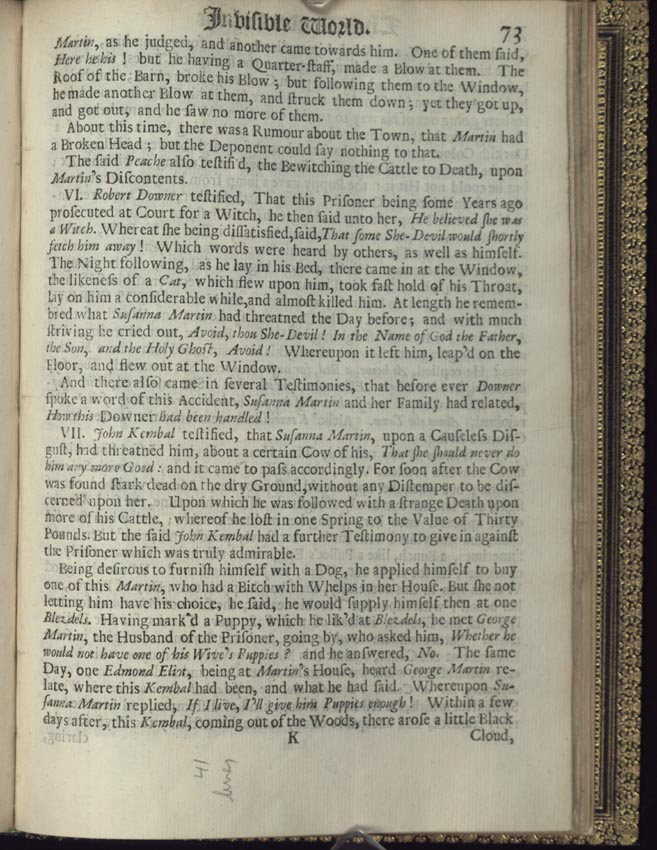 Invisible World. 73
Martin, as he judged, and another came towards him. One of them said,
Here he is! but he having a Quarter-staff, made a Blow at them. The
Roof of the Barn, broke his Blow; but following them to the Window,
he made another Blow at them, and struck them down; yet they got up,
and got out, and he saw no more of them.
About this time, there was a Rumour about the Town, that Martin had
a Broken Head; but the Deponent could say nothing to that.
The said Peache also testifi'd, the Bewitching the Cattle to Death, upon
Martin's Discontents.
VI. Robert Downer testified, That this Prisoner being some Years ago
prosecuted at Court for a Witch, he then said unto her, He believed she was
a Witch. Whereat she being dissatisfied, said, That some She-Devil would shortly
fetch him away! Which words were heard by others, as well as himself.
The Night following, as he lay in his Bed, there came in at the Window,
the likeness of a Cat, which flew upon him, took fast hold of his Throat,
lay on him a considerable while, and almost killed him. At length he remem-
bred what Susanna Martin had threatned the Day before; and with much
striving he cried out, Avoid, thou She-Devil! In the Name of God the Father,
the Son, and the Holy Ghost, Avoid! Whereupon it left him, leap'd on the
Floor, and flew out at the Window.
And there also came in several Testimonies, that before ever Downer
spoke a word of this Accident, Susanna Martin and her Family had related,
How this Downer had been handled!
VII. John Kembal testified, that Susanna Martin, upon a Causeless Dis-
gust, had threatned him, about a certain Cow of his, That she should never do
him any more Good: and it came to pass accordingly. For soon after the Cow
was found stark dead on the dry Ground, without any Distemper to be dis-
cerned upon her. Upon which he was followed with a strange Death upon
more of his Cattle, whereof he lost in one Spring to the Value of Thirty
Pounds. But the said John Kembal had a further Testimony to give in against
the Prisoner which was truly admirable.
Being desirous to furnish himself with a Dog, he applied himself to buy
one of this Martin, who had a Bitch with Whelps in her House. But she not
letting him have his choice, he said, he would supply himself then at one
Blezdels. Having mark'd a Puppy, which he lik'd at Blezdels, he met George
Martin, the Husband of the Prisoner, going by, who asked him, Whether he
would not have one of his Wive's Puppies? and he answered, No. The same
Day, one Edmond Eliot, being at Martin's House, heard George Martin re-
late, where this Kembal had been, and what he had said. Whereupon Su-
sanna Martin replied, If I live, I'll give him Puppies enough! Within a few
days after, this Kembal, coming out of the Woods, there arose a little Black
K Cloud,
41
lines